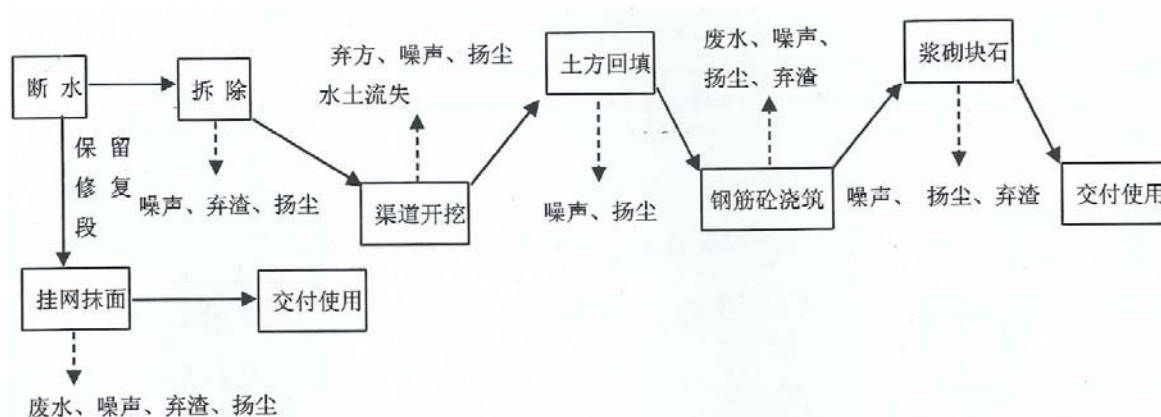 断水
拆除
弃方、噪声、扬尘
水土流失
土方回填
废水、噪声、
扬尘、弃渣
浆砌块石
保留
修复
段
噪声、弃渣、扬尘
渠道开挖
噪声、扬尘
钢筋砼浇筑
噪声、扬尘、弃渣
交付使用
挂网抹面
交付使用
废水、噪声、弃渣、扬尘